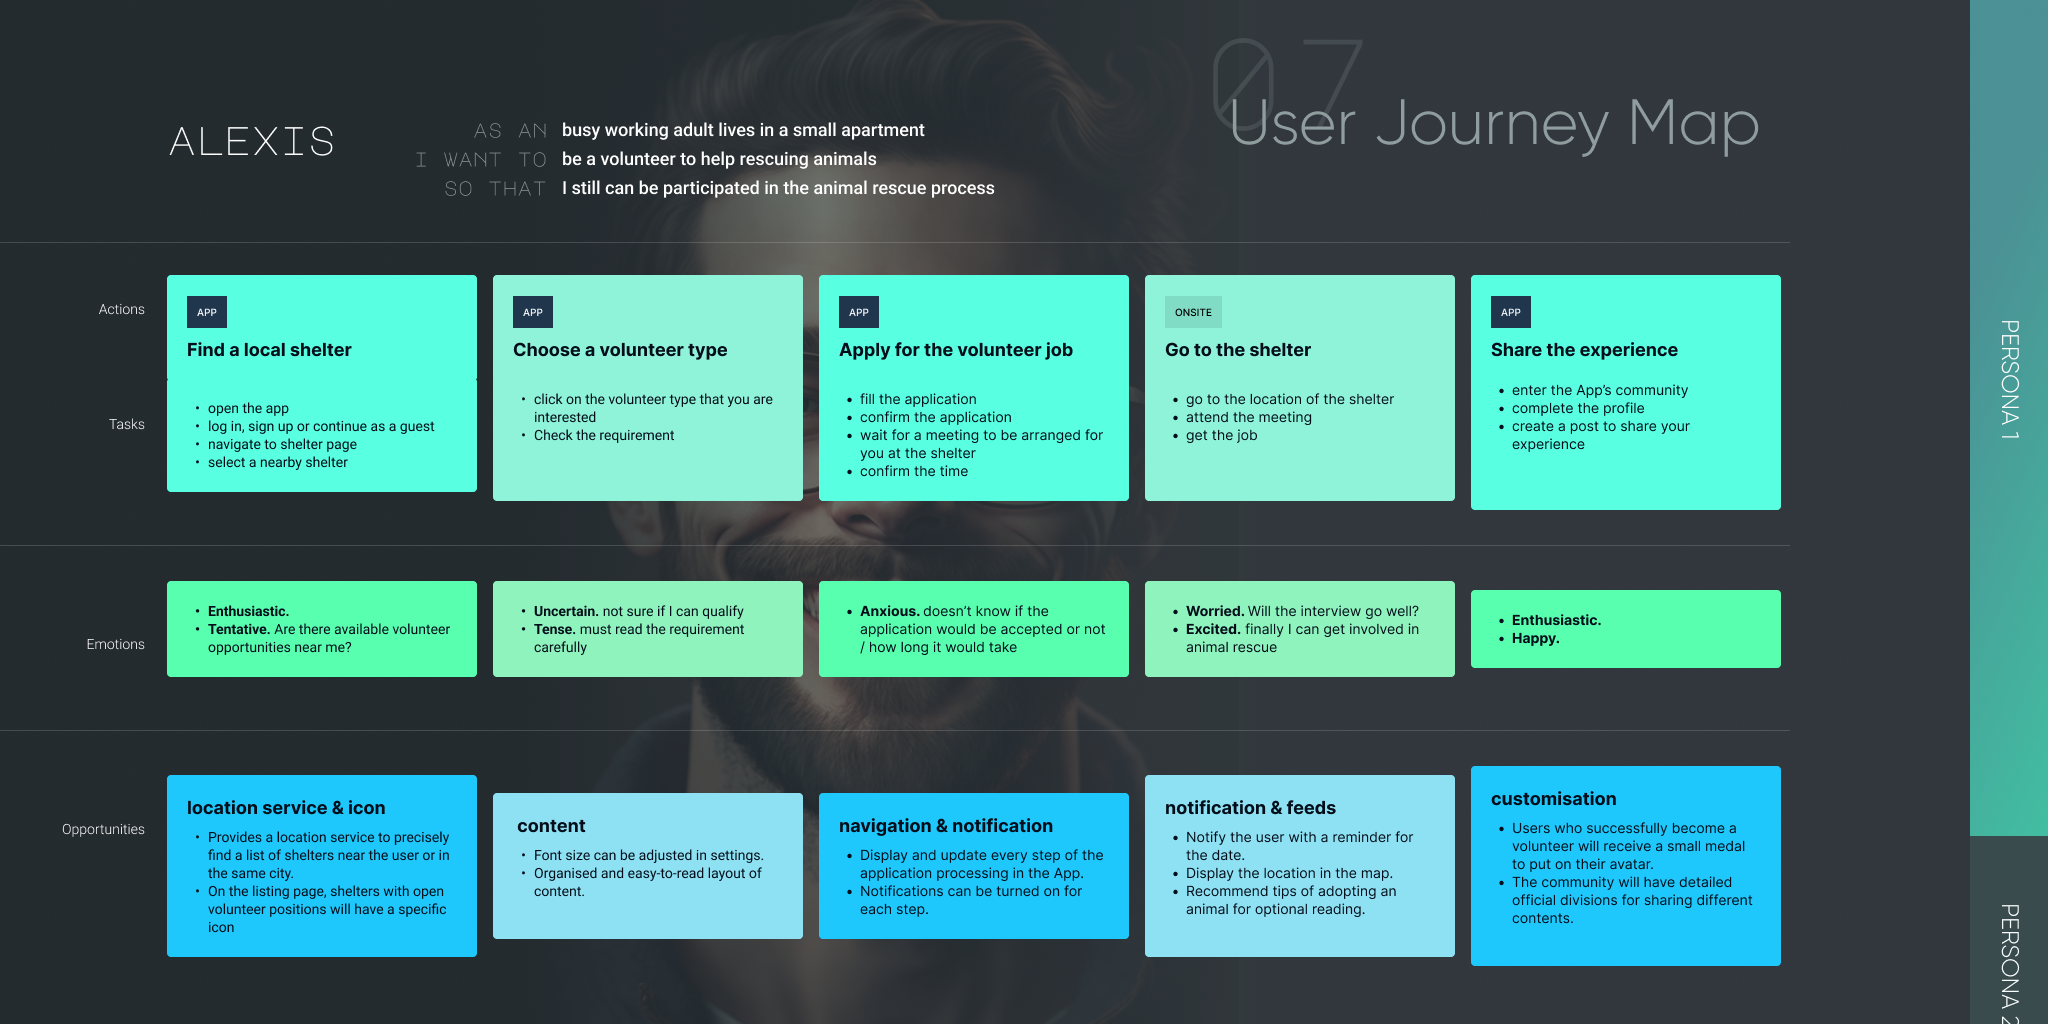 07
User Journey Map
ALEXIS
AS AN busy working adult lives in a small apartment
I WANT TO be a volunteer to help rescuing animals
SO THAT I still can be participated in the animal rescue process
Actions
Tasks
APP
Find a local shelter
• open the app
• log in, sign up or continue as a guest
• navigate to shelter page
• select a nearby shelter
APP
Choose a volunteer type
• click on the volunteer type that you are
interested
• Check the requirement
APP
Apply for the volunteer job
• fill the application
• confirm the application
• wait for a meeting to be arranged for
you at the shelter
• confirm the time
ONSITE
Go to the shelter
• go to the location of the shelter
• attend the meeting
• get the job
APP
Share the experience
• enter the App’s community
• complete the profile
• create a post to share your
experience
Emotions
• Enthusiastic.
• Tentative. Are there available volunteer
opportunities near me?
• Uncertain. not sure if I can qualify
• Tense. must read the requirement
carefully
• Anxious. doesn’t know if the
application would be accepted or not
/ how long it would take
• Worried. Will the interview go well?
• Excited. finally I can get involved in
animal rescue
• Enthusiastic.
• Happy.
Opportunities
location service & icon
• Provides a location service to precisely
find a list of shelters near the user or in
the same city.
• On the listing page, shelters with open
volunteer positions will have a specific
icon
content
• Font size can be adjusted in settings.
• Organised and easy-to-read layout of
content.
navigation & notification
• Display and update every step of the
application processing in the App.
• Notifications can be turned on for
each step.
notification & feeds
• Notify the user with a reminder for
the date.
• Display the location in the map.
• Recommend tips of adopting an
animal for optional reading.
customisation
• Users who successfully become a
volunteer will receive a small medal
to put on their avatar.
• The community will have detailed
official divisions for sharing different
contents.
PERSONA 1
PERSONA 2